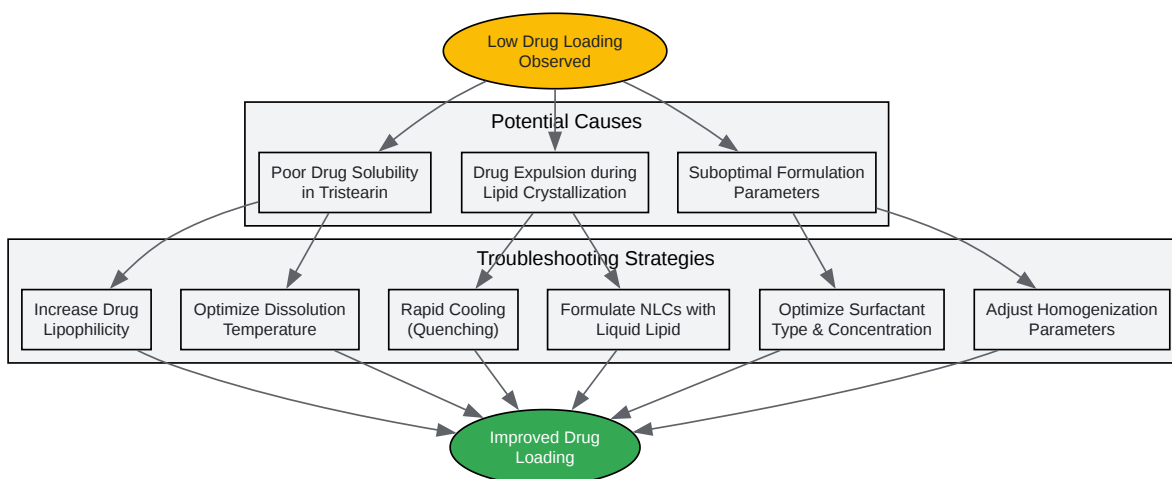 Low Drug Loading
Observed
Potential Causes
Poor Drug Solubility
in Tristearin
Drug Expulsion during
Lipid Crystallization
Suboptimal Formulation
Parameters
Troubleshooting Strategies
Increase Drug
Lipophilicity
Optimize Dissolution
Temperature
Rapid Cooling
(Quenching)
Formulate NLCs with
Liquid Lipid
Optimize Surfactant
Type & Concentration
Adjust Homogenization
Parameters
Improved Drug
Loading